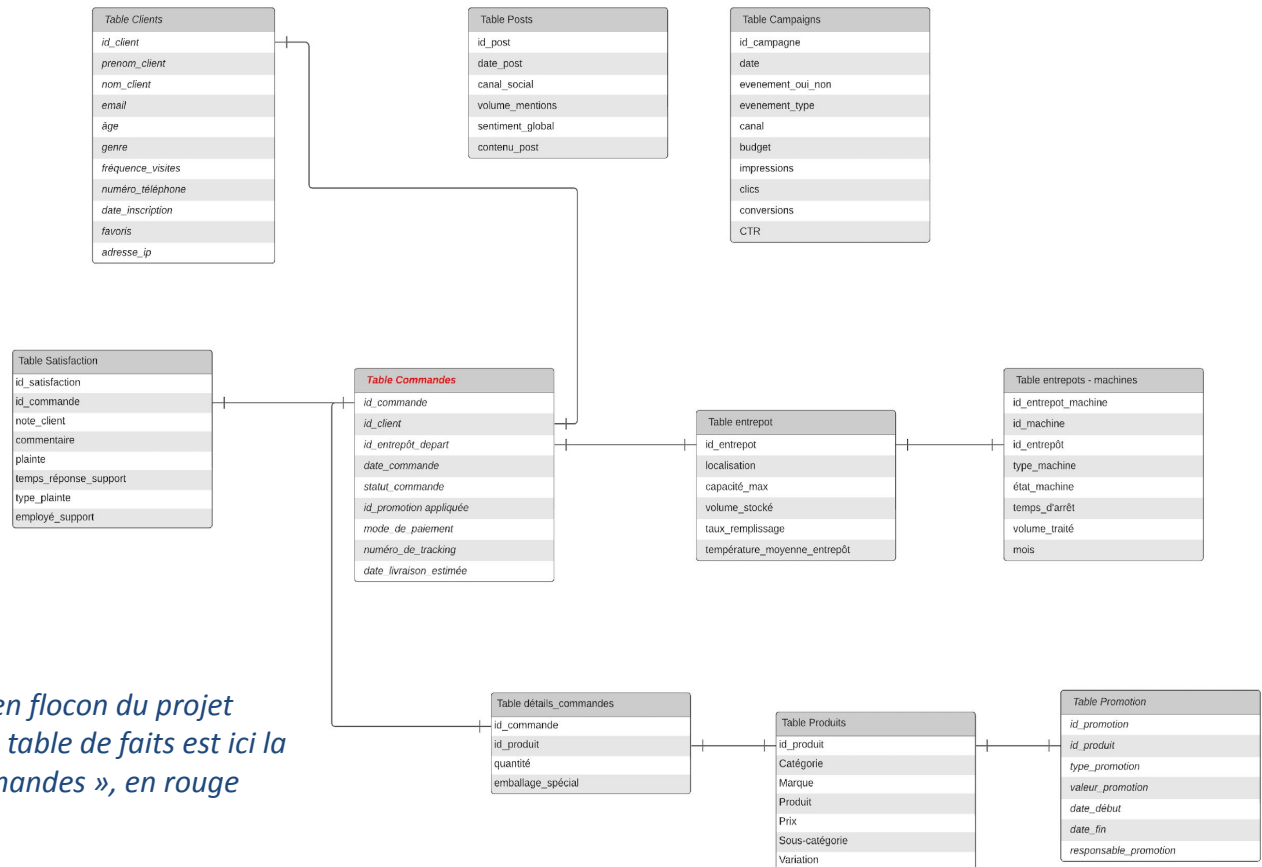 Table Clients
id_client
prenom_client
nom_client
email
âge
genre
fréquence_visites
numéro_téléphone
date_inscription
favoris
adresse_ip
Table Posts
id_post
date_post
canal_social
volume_mentions
sentiment_global
contenu_post
Table Campaigns
id_campagne
date
evenement_oui_non
evenement_type
canal
budget
impressions
clics
conversions
CTR
Table Satisfaction
id_satisfaction
id_commande
note_client
commentaire
plainte
temps_réponse_support
type_plainte
employé_support
Table Commandes
id_commande
id_client
id_entrepôt_depart
date_commande
statut_commande
id_promotion appliquée
mode_de_paiement
numéro_de_tracking
date_livraison_estimée
Table entrepot
id_entrepot
localisation
capacité_max
volume_stocké
taux_remplissage
température_moyenne_entrepôt
Table entrepots - machines
id_entrepot_machine
id_machine
id_entrepôt
type_machine
état_machine
temps_d'arrêt
volume_traité
mois
en flocon du projet
table de faits est ici la
mandes », en rouge
Table détails_commandes
id_commande
id_produit
quantité
emballage_spécial
Table Produits
id_produit
Catégorie
Marque
Produit
Prix
Sous-catégorie
Variation
Table Promotion
id_promotion
id_produit
type_promotion
valeur_promotion
date_début
date_fin
responsable_promotion